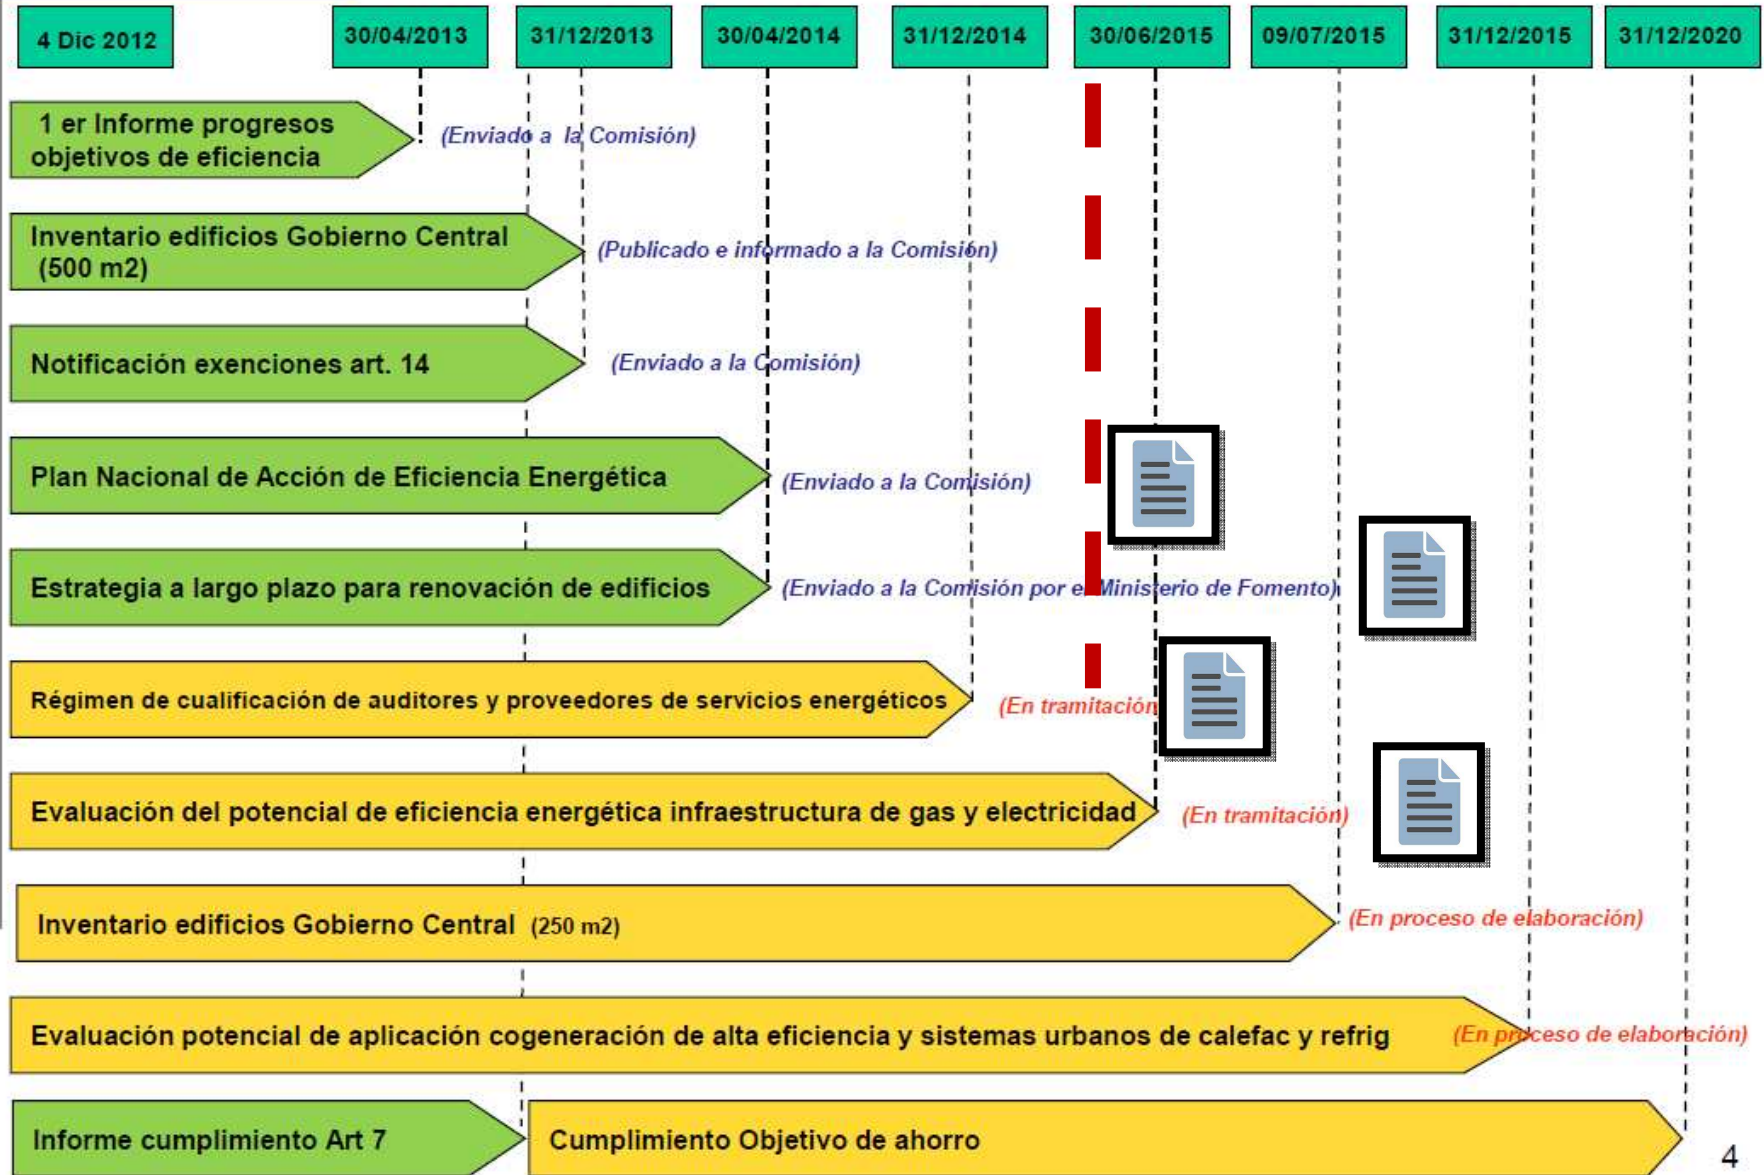 4 Dic 2012
30/04/2013
31/12/2013
30/04/2014
31/12/2014
30/06/2015
09/07/2015
31/12/2015
31/12/2020
1 er Informe progresos
objetivos de eficiencia
(Enviado a la Comisión)
Inventario edificios Gobierno Central
(500 m2)
(Publicado e informado a la Comisión)
Notificación exenciones art. 14
(Enviado a la Comisión)
Plan Nacional de Acción de Eficiencia Energética
(Enviado a la Comisión)
Estrategia a largo plazo para renovación de edificios
(Enviado a la Comisión por el Ministerio de Fomento)
Régimen de cualificación de auditores y proveedores de servicios energéticos
(En tramitación
Evaluación del potencial de eficiencia energética infraestructura de gas y electricidad
(En tramitación)
Inventario edificios Gobierno Central (250 m2)
(En proceso de elaboración)
Evaluación potencial de aplicación cogeneración de alta eficiencia y sistemas urbanos de calefac y refrig
(En proceso de elaboración)
Informe cumplimiento Art 7
Cumplimiento Objetivo de ahorro
4